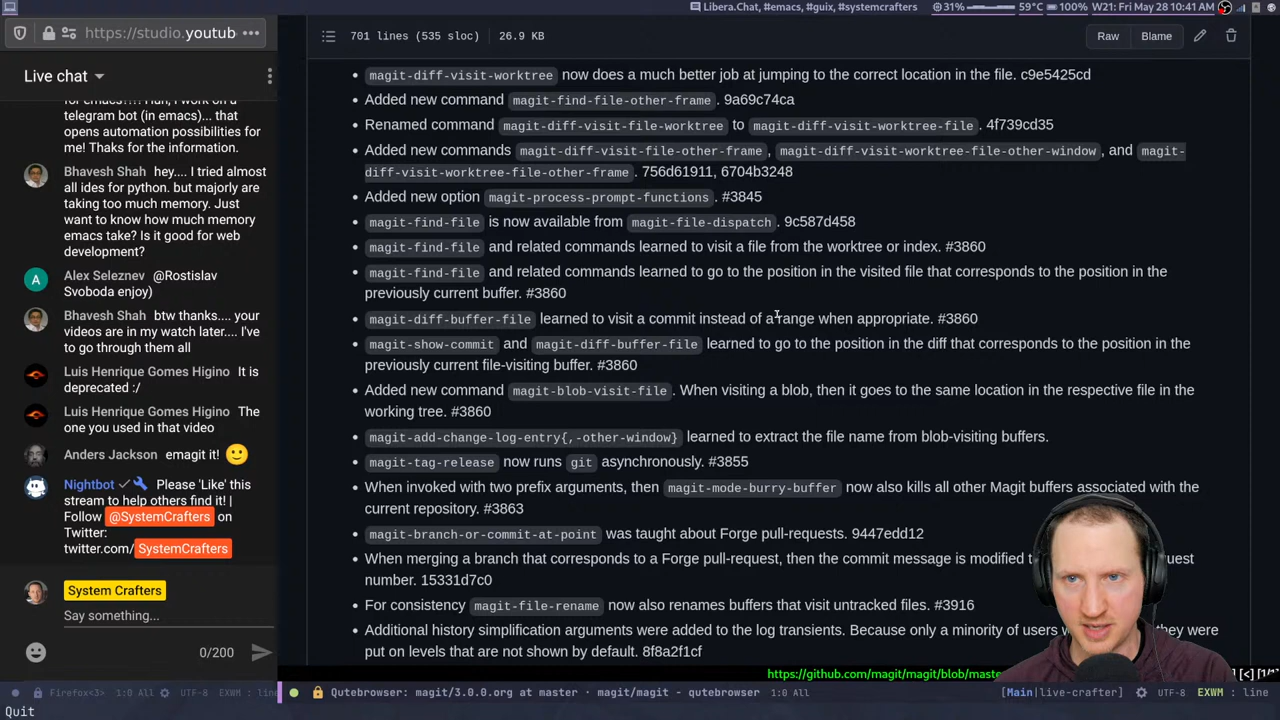 Libera.Chat, #emacs, #guix, #systemcrafters
31%
59°C
100%
W21: Fri May 28 10:41 AM
https://studio.youtub
Live chat
telegram bot (in emacs)... that
opens automation possibilities
for me! Thaks for the information.
Bhavesh Shah hey.... I tried almost
all ides for python. but majorly are
taking too much memory. Just
want to know how much memory
emacs take? Is it good for web
development?
Alex Seleznev @Rostislav
Svoboda enjoy)
Bhavesh Shah btw thanks.... your
videos are in my watch later.... I've
to go through them all
Luis Henrique Gomes Higino It is
deprecated :/
Luis Henrique Gomes Higino The
one you used in that video
Anders Jackson emagit it!
Nightbot Please 'Like' this
stream to help others find it! |
Follow @SystemCrafters on
Twitter:
twitter.com/SystemCrafters
System Crafters
Say something...
0/200
701 lines (535 sloc) 26.9 KB
Raw
Blame
magit-diff-visit-worktree now does a much better job at jumping to the correct location in the file. c9e5425cd
Added new command magit-find-file-other-frame. 9a69c74ca
Renamed command magit-diff-visit-file-worktree to magit-diff-visit-worktree-file. 4f739cd35
Added new commands magit-diff-visit-file-other-frame, magit-diff-visit-worktree-file-other-window, and magit-
diff-visit-worktree-file-other-frame. 756d61911, 6704b3248
Added new option magit-process-prompt-functions. #3845
magit-find-file is now available from magit-file-dispatch. 9c587d458
magit-find-file and related commands learned to visit a file from the worktree or index. #3860
magit-find-file and related commands learned to go to the position in the visited file that corresponds to the position in the
previously current buffer. #3860
magit-diff-buffer-file learned to visit a commit instead of a range when appropriate. #3860
magit-show-commit and magit-diff-buffer-file learned to go to the position in the diff that corresponds to the position in the
previously current file-visiting buffer. #3860
Added new command magit-blob-visit-file. When visiting a blob, then it goes to the same location in the respective file in the
working tree. #3860
magit-add-change-log-entry{,-other-window} learned to extract the file name from blob-visiting buffers.
magit-tag-release now runs git asynchronously. #3855
When invoked with two prefix arguments, then magit-mode-burry-buffer now also kills all other Magit buffers associated with the
current repository. #3863
magit-branch-or-commit-at-point was taught about Forge pull-requests. 9447edd12
When merging a branch that corresponds to a Forge pull-request, then the commit message is modified t uest
number. 15331d7c0
For consistency magit-file-rename now also renames buffers that visit untracked files. #3916
Additional history simplification arguments were added to the log transients. Because only a minority of users they were
put on levels that are not shown by default. 8f8a2f1cf
https://github.com/magit/magit/blob/maste
[<] [1/
Firefox<3> 1:0 All UTF-8 EXWM : line
Qutebrowser: magit/3.0.0.org at master · magit/magit - qutebrowser 1:0 All
[Main|live-crafter] UTF-8 EXWM : line
Quit